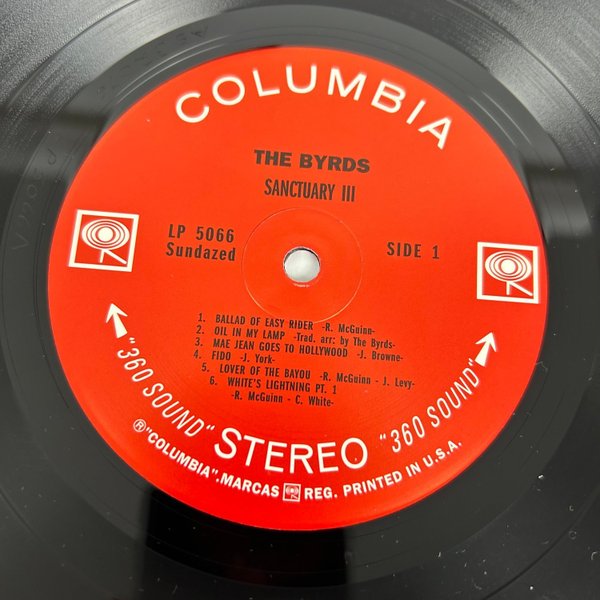 COLUMBIA
THE BYRDS
SANCTUARY III
LP 5066
Sundazed
SIDE 1
1. BALLAD OF EASY RIDER -R. McGuinn-
2. OIL IN MY LAMP -Trad. arr: by The Byrds-
3. MAE JEAN GOES TO HOLLYWOOD -J. Browne-
4. FIDO -J. York-
5. LOVER OF THE BAYOU -R. McGuinn - J. Levy-
6. WHITE'S LIGHTNING PT. 1
-R. McGuinn - C. White-
"360 SOUND" STEREO "360 SOUND"
®"COLUMBIA".MARCAS REG. PRINTED IN U.S.A.